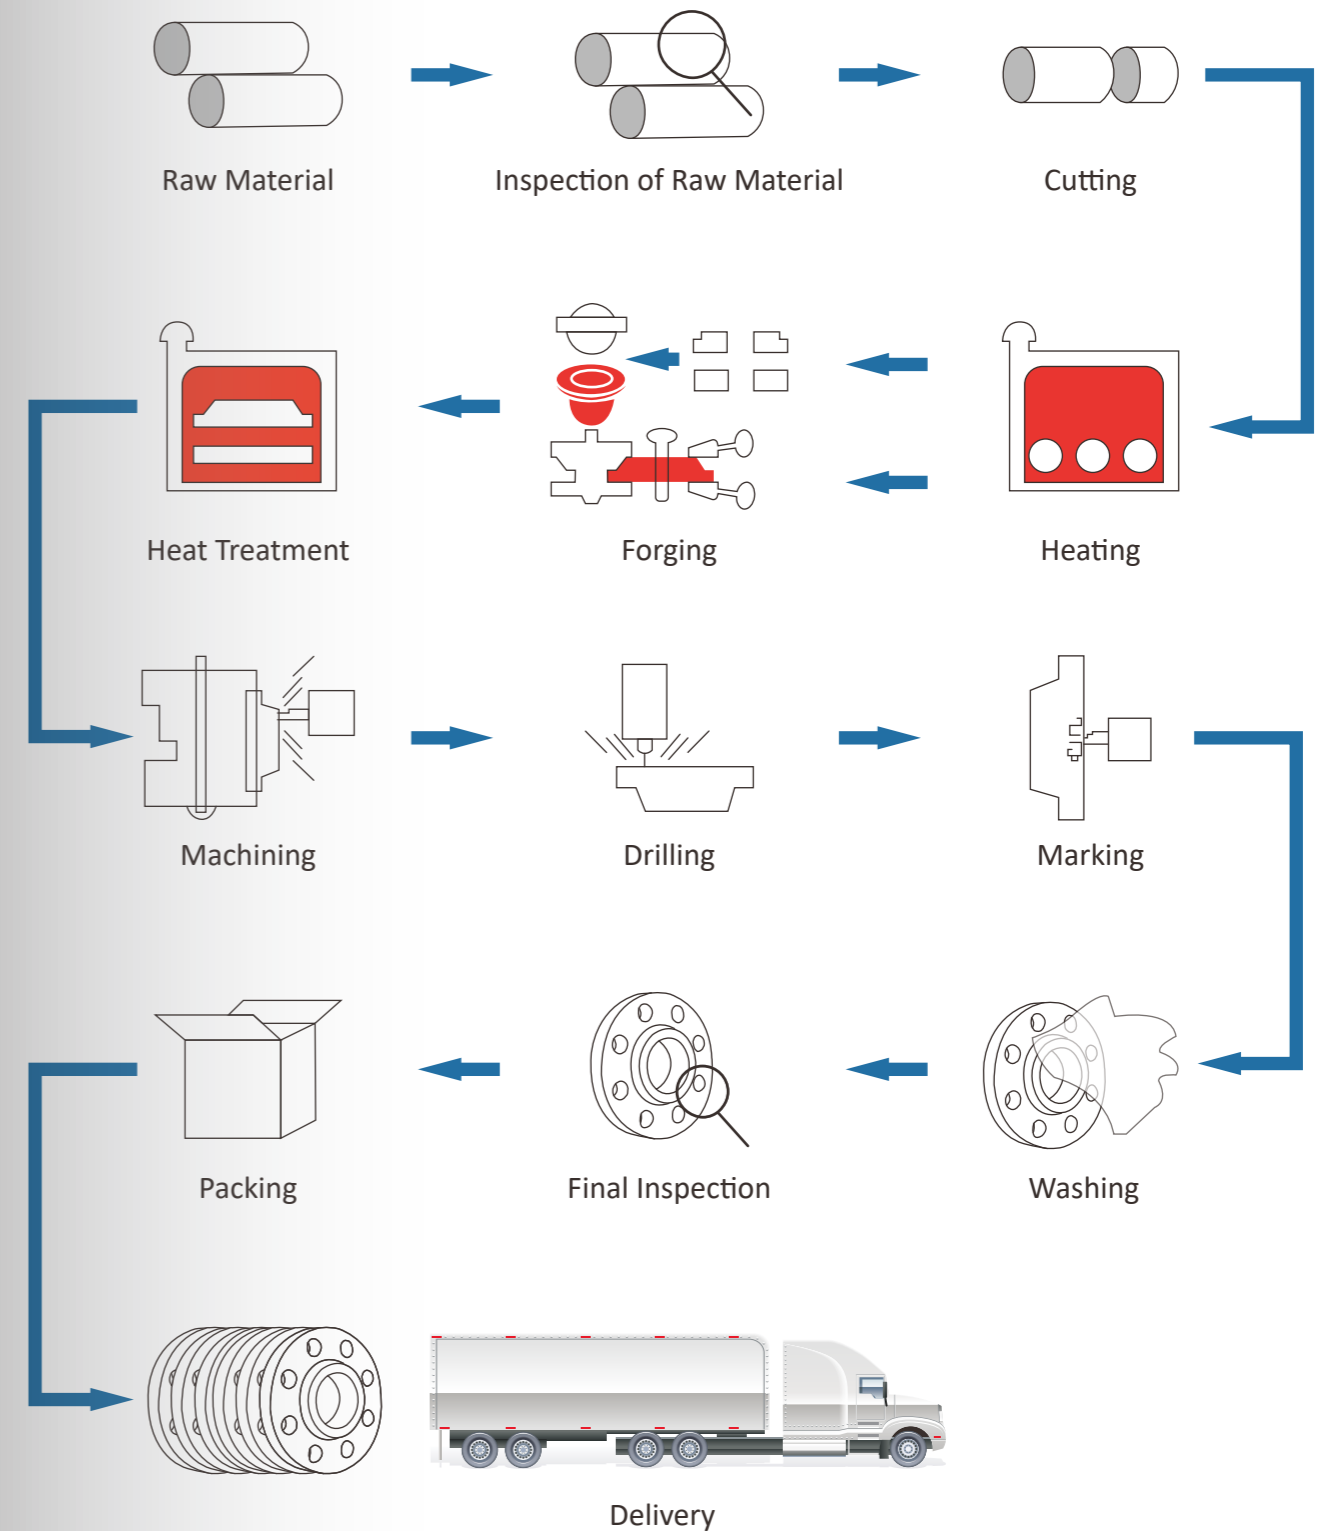 Raw Material
Inspection of Raw Material
Cutting
Heat Treatment
Forging
Heating
Machining
Drilling
Marking
Packing
Final Inspection
Washing
Delivery